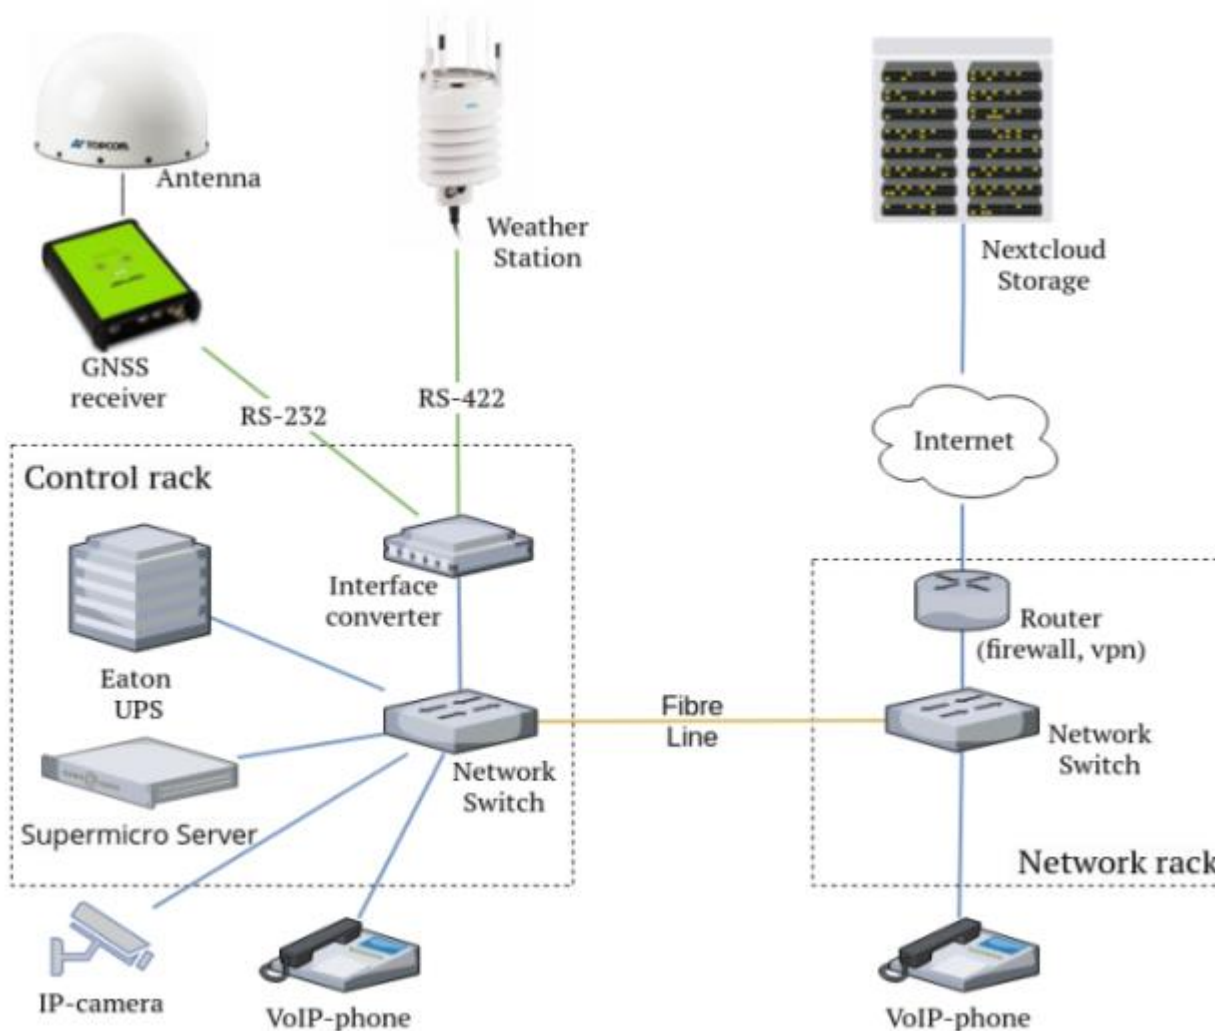 TOPCON
Antenna
Weather
Station
Nextcloud
Storage
GNSS
receiver
RS-232
RS-422
Internet
Control rack
Interface
converter
Router
(firewall, vpn)
Eaton
UPS
Fibre
Line
Network
Switch
Network
Switch
Supermicro Server
Network rack
IP-camera
VoIP-phone
VoIP-phone